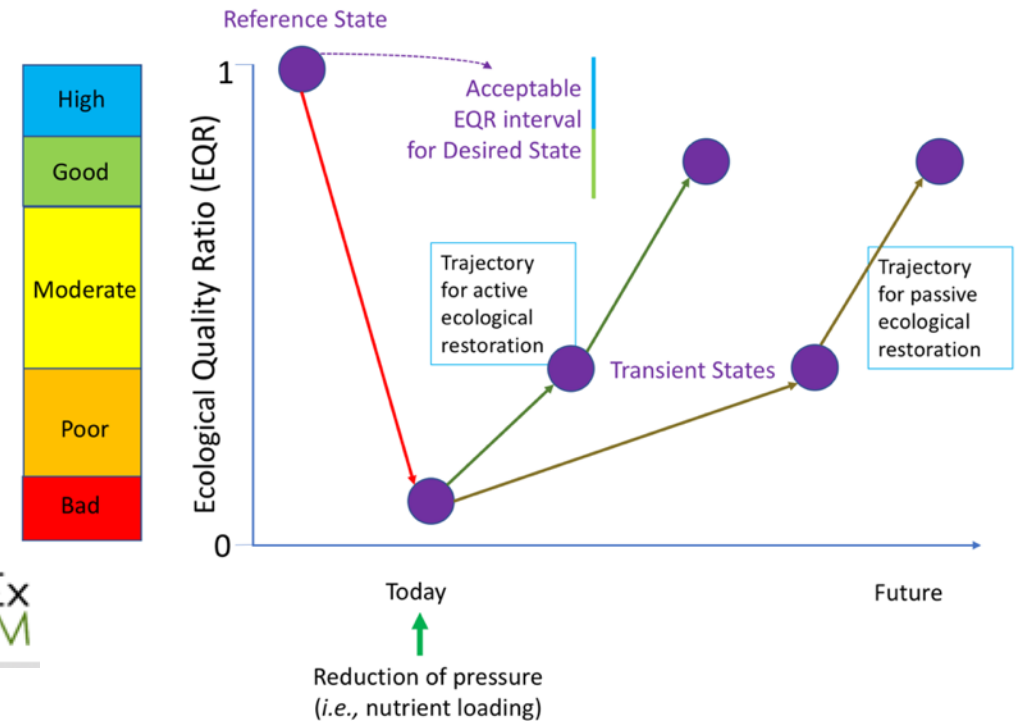 Reference State
High
Good
Moderate
Poor
Bad
Ecological Quality Ratio (EQR)
1
0
Acceptable
EQR interval
for Desired State
Trajectory
for active
ecological
restoration
Transient States
Trajectory
for passive
ecological
restoration
Today
Future
Reduction of pressure
(i.e., nutrient loading)